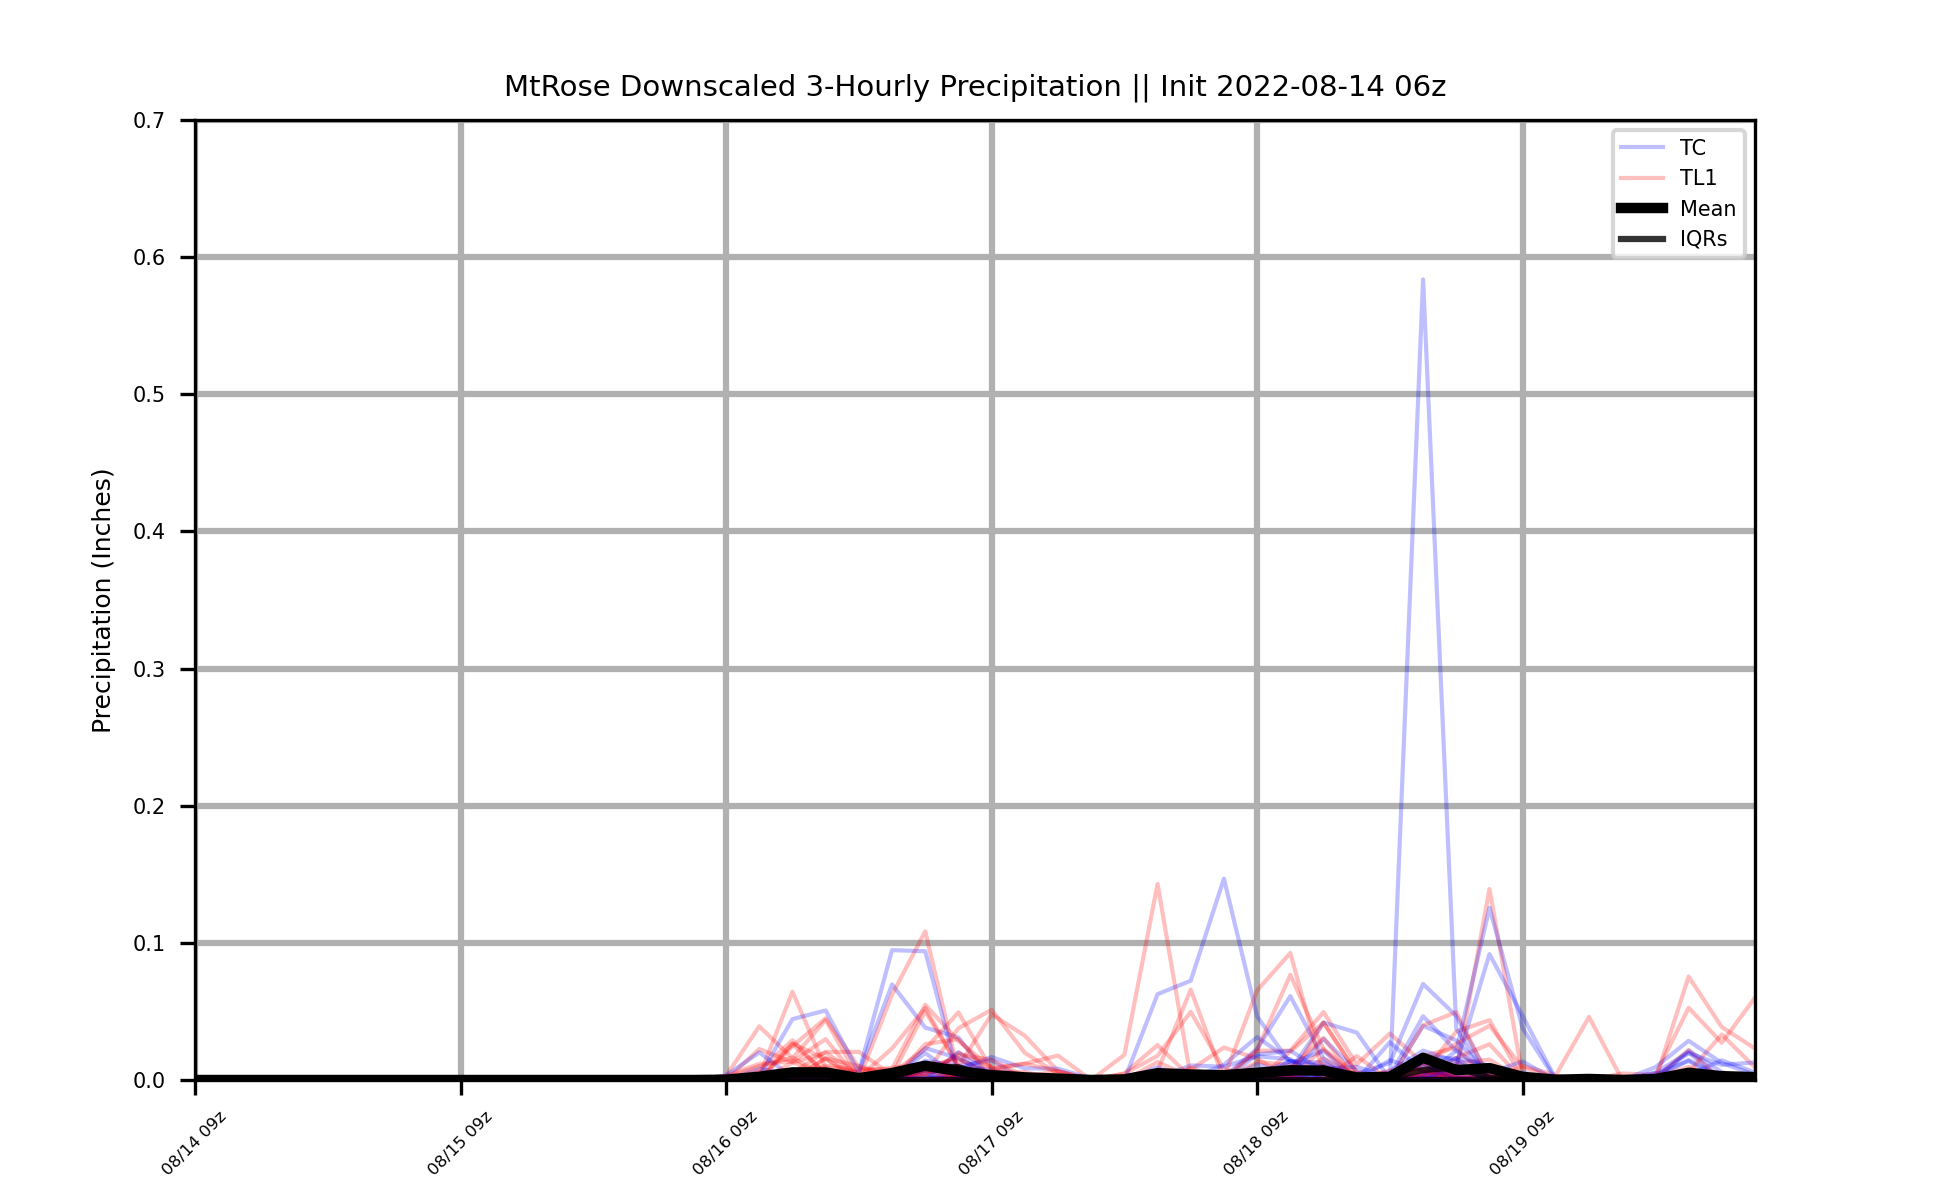 MtRose Downscaled 3-Hourly Precipitation || Init 2022-08-14 06z
0.7
0.6
0.5
0.4
0.3
0.2
0.1
0.0
Precipitation (Inches)
TC
TL1
Mean
IQRs
08/14 09z
08/15 09z
08/16 09z
08/17 09z
08/18 09z
08/19 09z